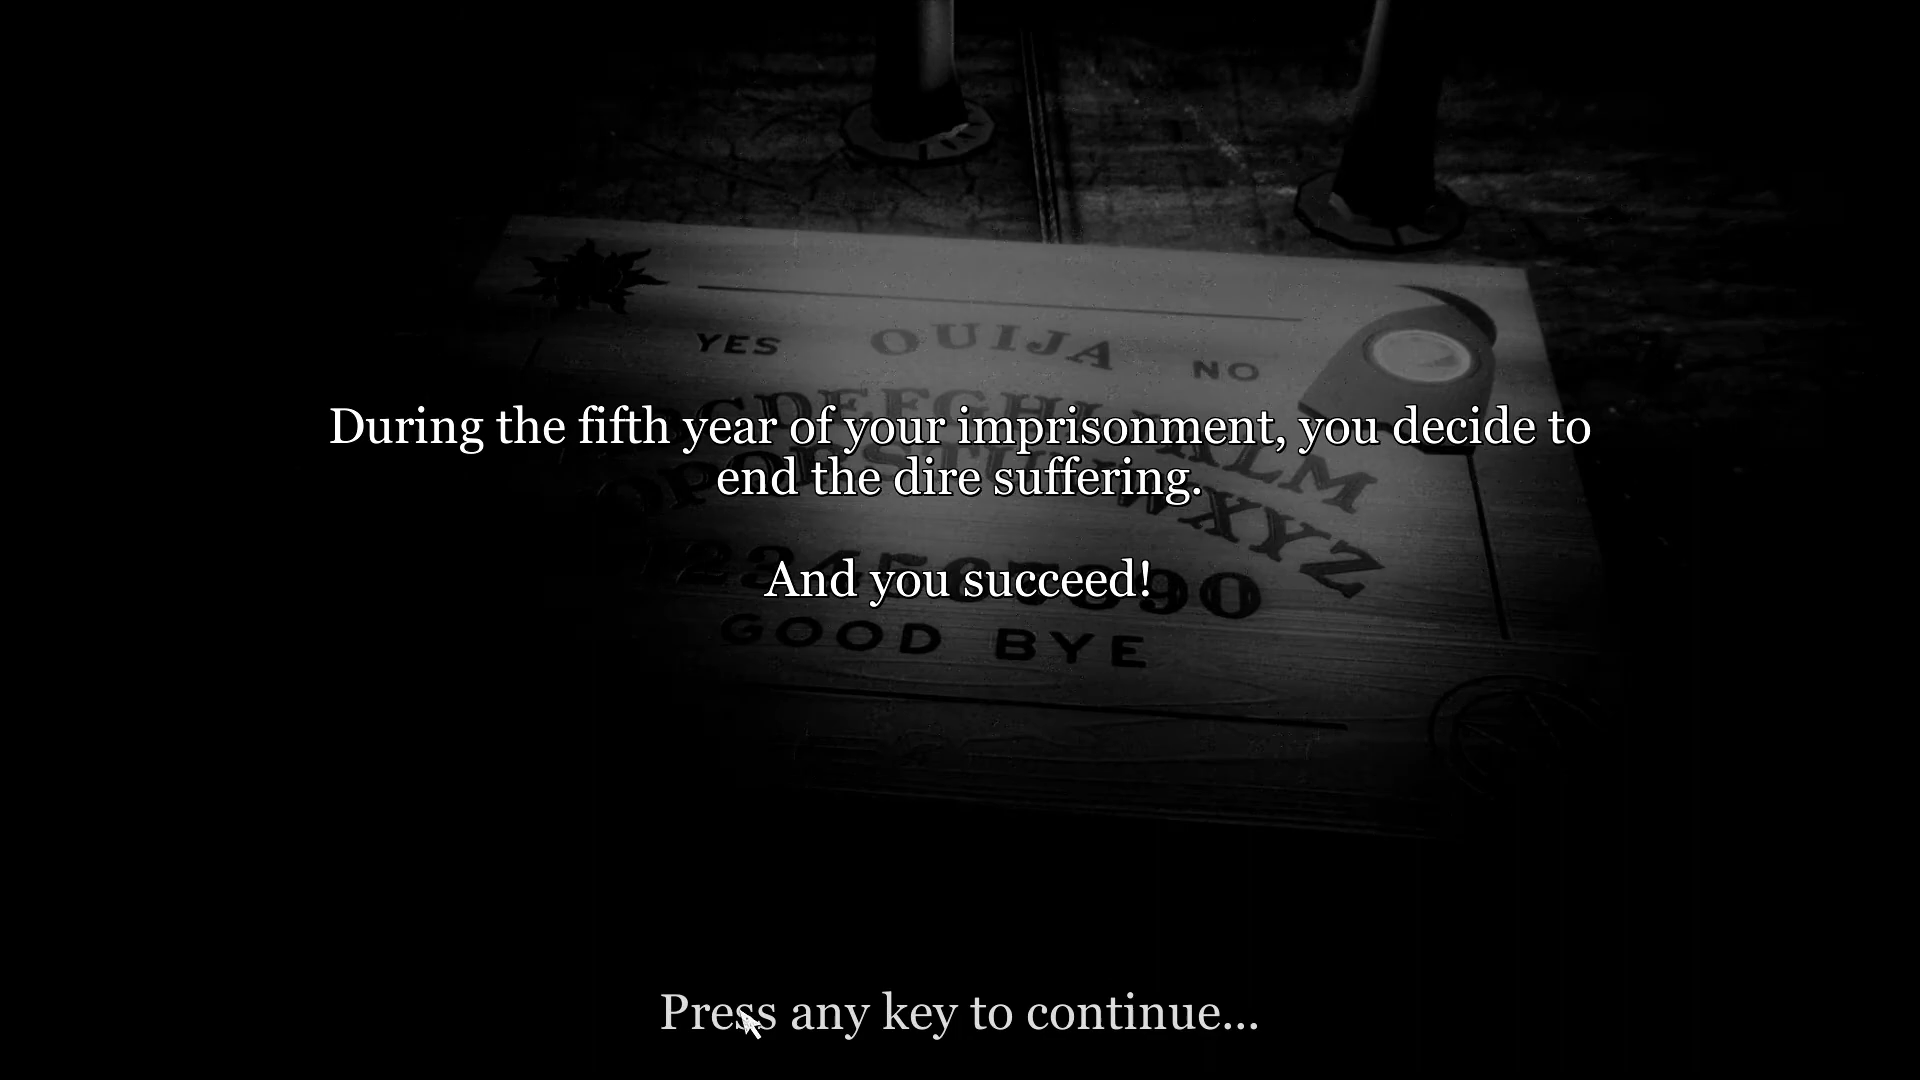 YES OUIJA NO
During the fifth year of your imprisonment, you decide to
end the dire suffering.
And you succeed!
GOOD BYE
Press any key to continue...